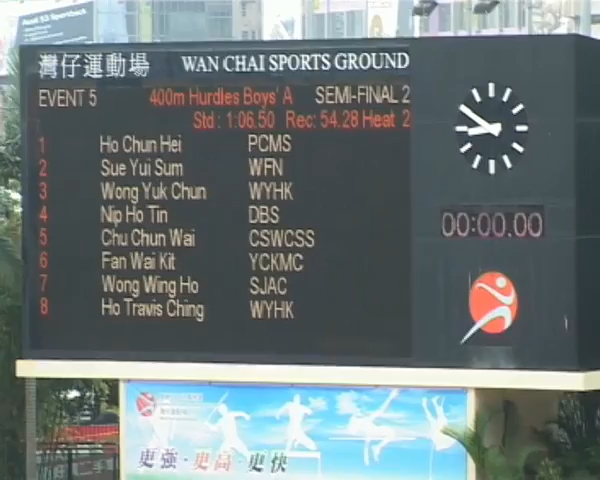 灣仔運動場 WAN CHAI SPORTS GROUND
EVENT 5 400m Hurdles Boys' A SEMI-FINAL 2
Std : 1:06.50 Rec: 54.28 Heat 2
1 Ho Chun Hei PCMS
2 Sue Yui Sum WFN
3 Wong Yuk Chun WYHK
4 Nip Ho Tin DBS
5 Chu Chun Wai CSWCSS
6 Fan Wai Kit YCKMC
7 Wong Wing Ho SJAC
8 Ho Travis Ching WYHK
00:00.00
更強·更高·更快